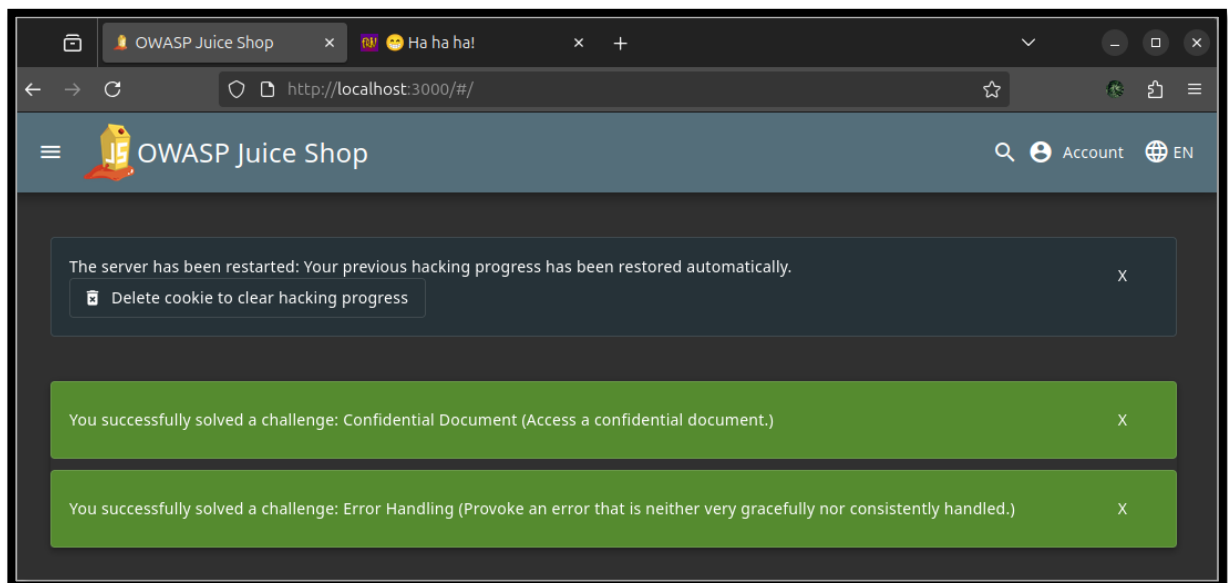 OWASP Juice Shop
😁 Ha ha ha!
http://localhost:3000/#/
JS
OWASP Juice Shop
Account
EN
The server has been restarted: Your previous hacking progress has been restored automatically.
X
Delete cookie to clear hacking progress
You successfully solved a challenge: Confidential Document (Access a confidential document.)
X
You successfully solved a challenge: Error Handling (Provoke an error that is neither very gracefully nor consistently handled.)
X